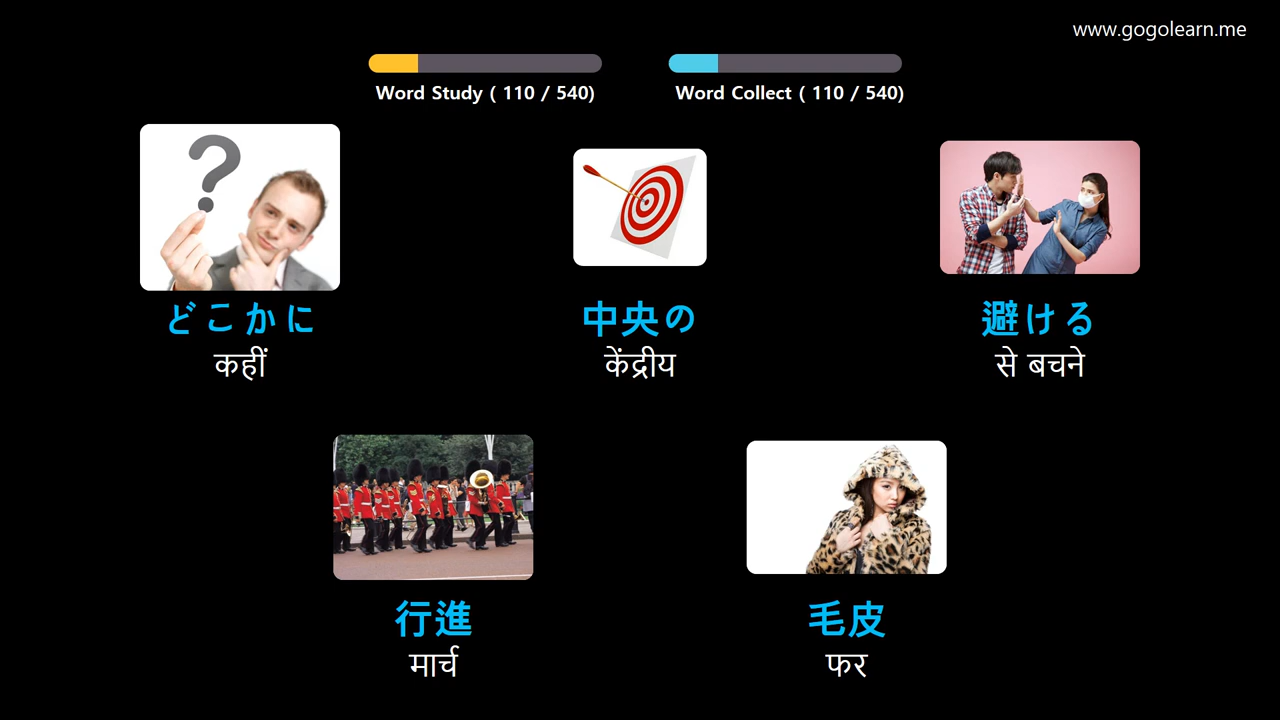 www.gogolearn.me
Word Study ( 110 / 540)
Word Collect ( 110 / 540)
どこかに
कहीं
中央の
केंद्रीय
避ける
से बचने
行進
मार्च
毛皮
फर